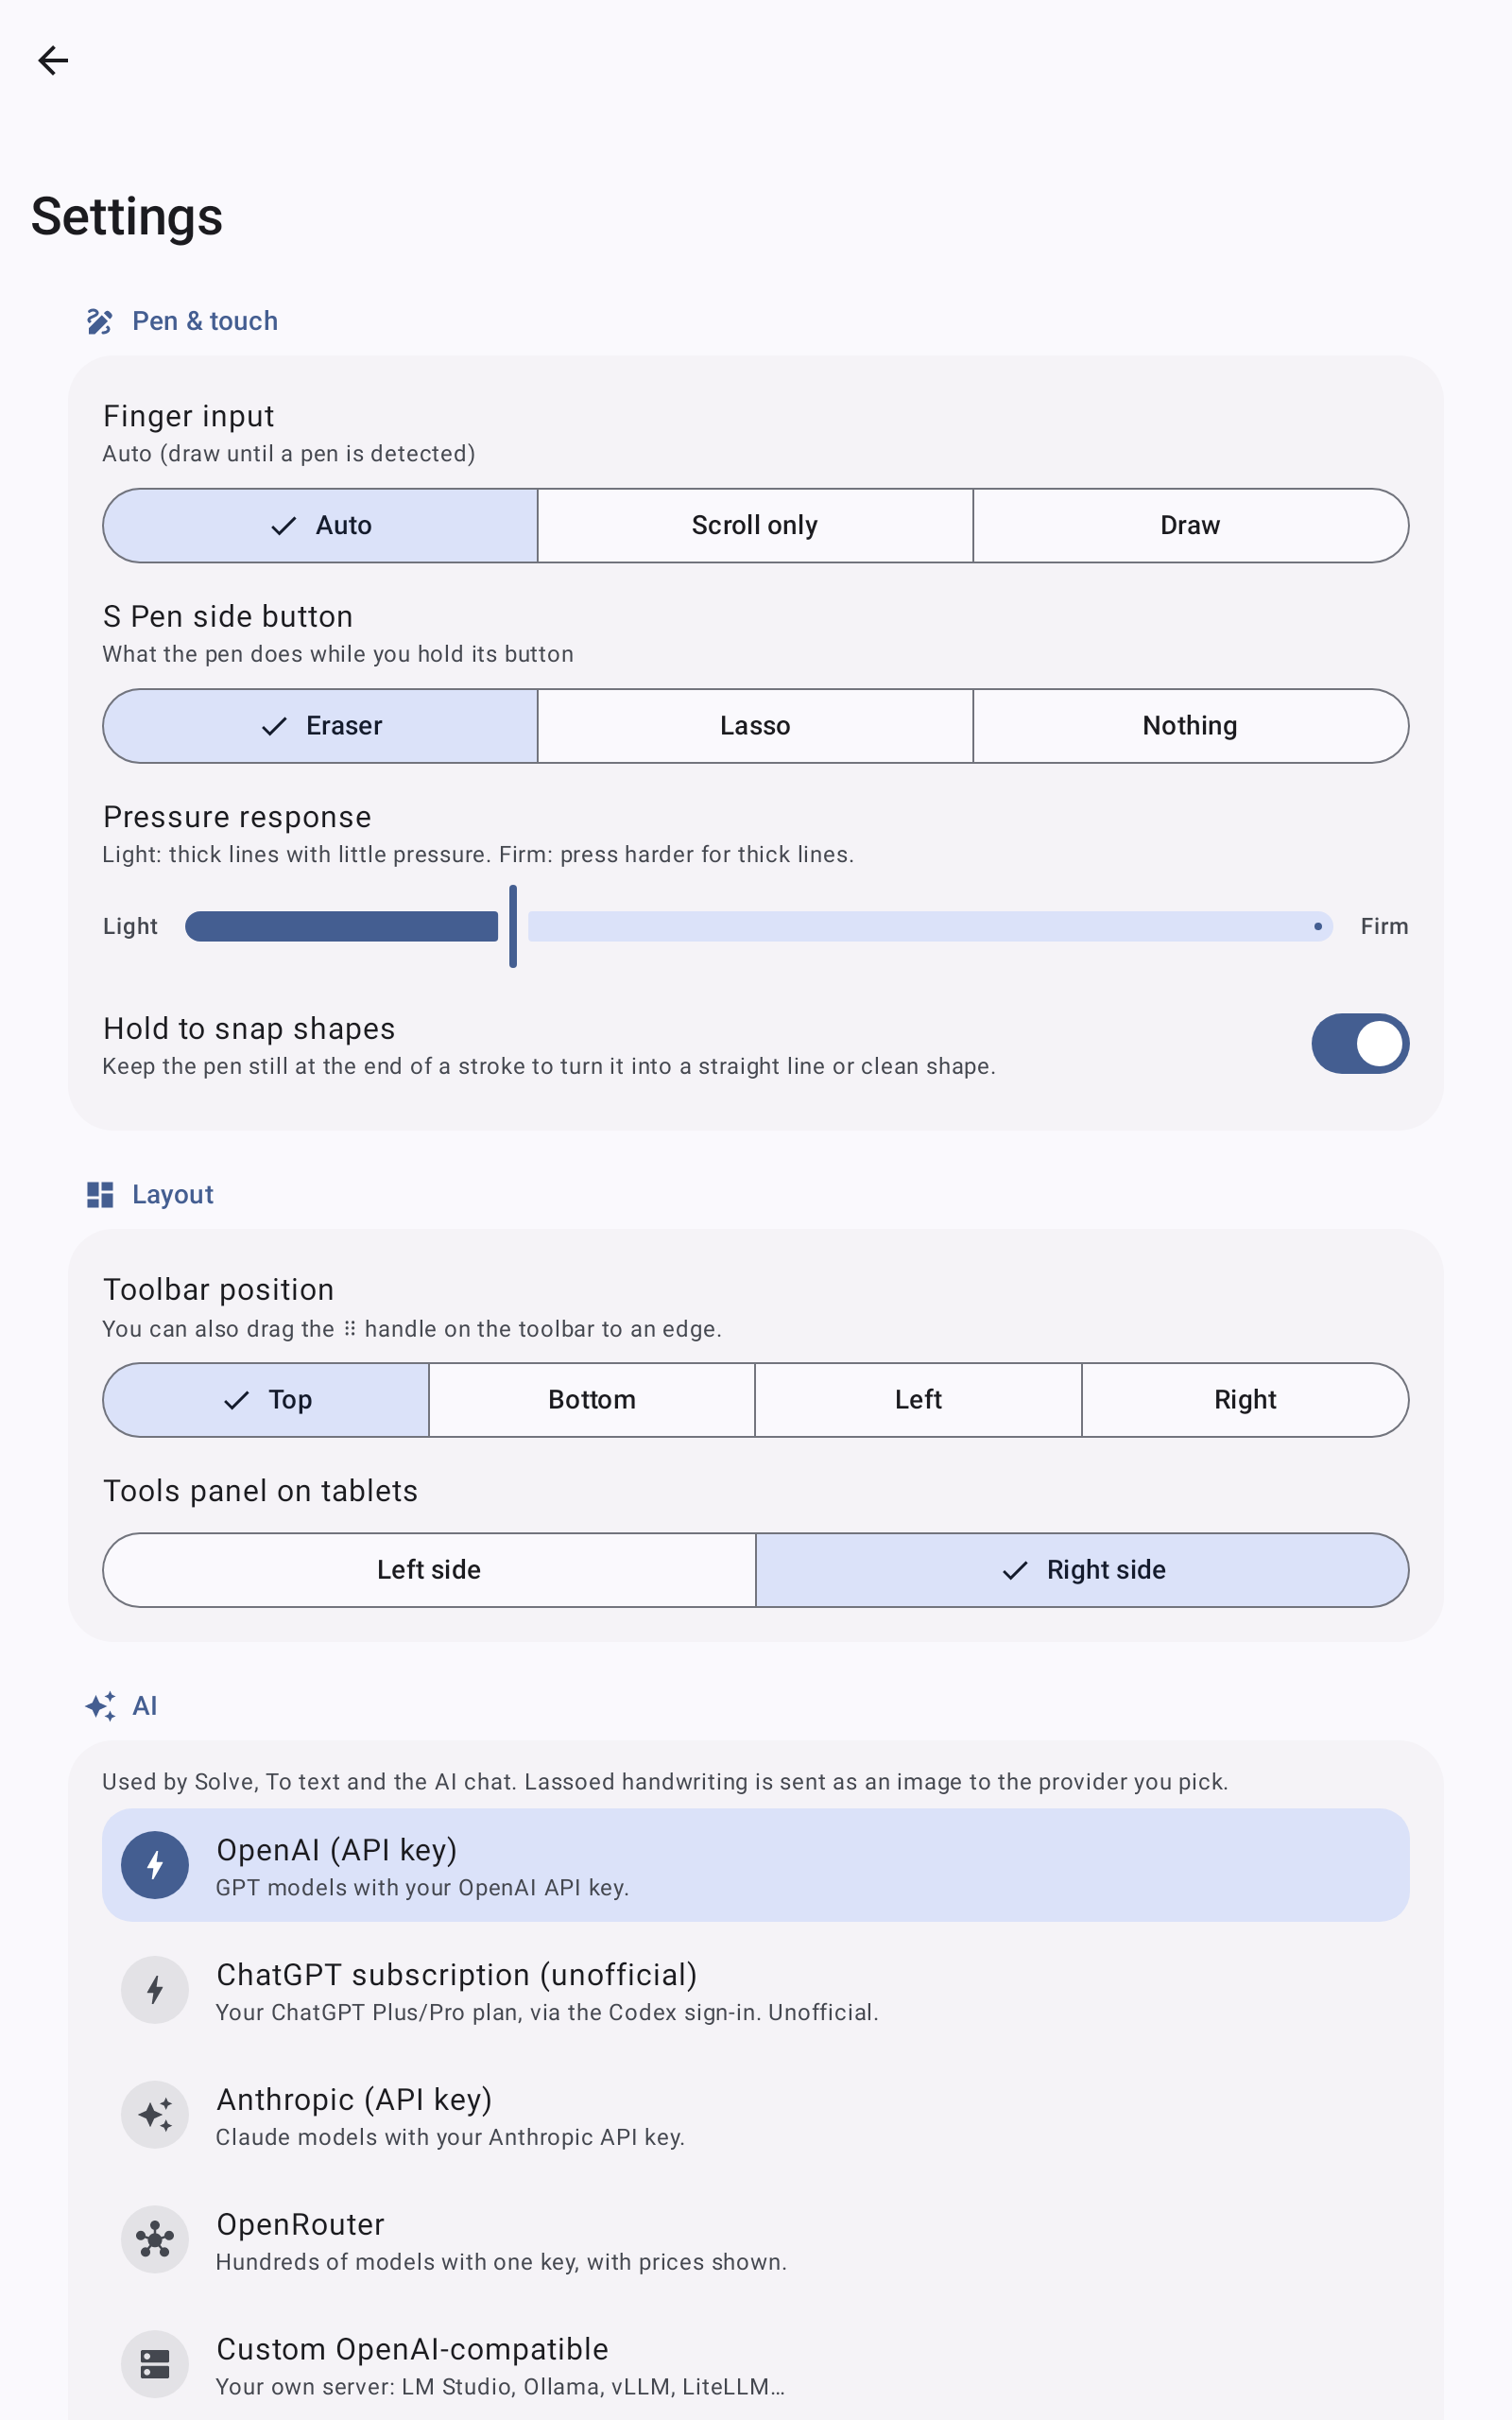 Settings
Pen & touch
Finger input
Auto (draw until a pen is detected)
Auto
Scroll only
Draw
S Pen side button
What the pen does while you hold its button
Eraser
Lasso
Nothing
Pressure response
Light: thick lines with little pressure. Firm: press harder for thick lines.
Light
Firm
Hold to snap shapes
Keep the pen still at the end of a stroke to turn it into a straight line or clean shape.
Layout
Toolbar position
You can also drag the ⠿ handle on the toolbar to an edge.
Top
Bottom
Left
Right
Tools panel on tablets
Left side
Right side
AI
Used by Solve, To text and the AI chat. Lassoed handwriting is sent as an image to the provider you pick.
OpenAI (API key)
GPT models with your OpenAI API key.
ChatGPT subscription (unofficial)
Your ChatGPT Plus/Pro plan, via the Codex sign-in. Unofficial.
Anthropic (API key)
Claude models with your Anthropic API key.
OpenRouter
Hundreds of models with one key, with prices shown.
Custom OpenAI-compatible
Your own server: LM Studio, Ollama, vLLM, LiteLLM…